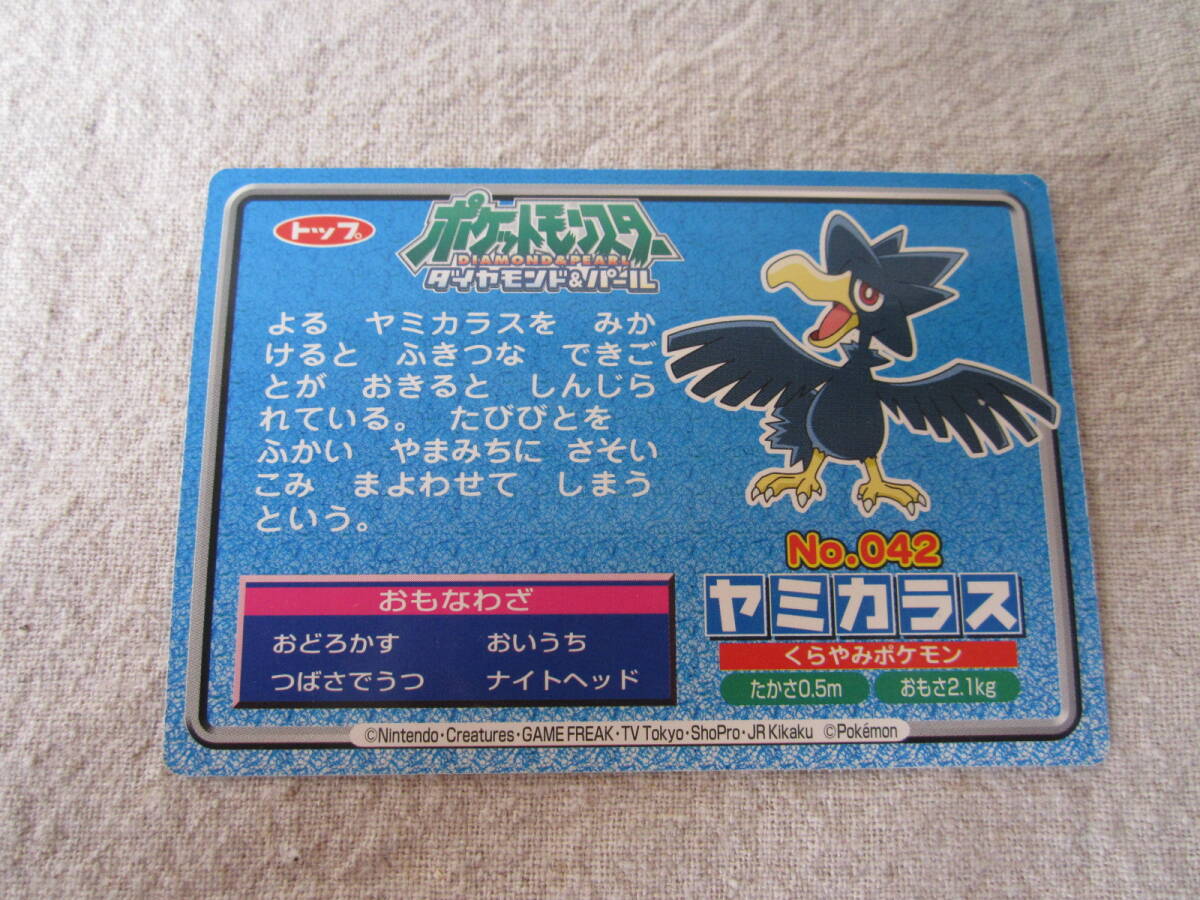 トップ
ポケットモンスター
DIAMOND&PEARL
ダイヤモンド&パール
よる ヤミカラスを みか
けると ふきつな できご
とが おきると しんじら
れている。 たびびとを
ふかい やまみちに さそい
こみ まよわせて しまう
という。
No.042
ヤミカラス
くらやみポケモン
たかさ0.5m おもさ2.1kg
おもなわざ
おどろかす おいうち
つばさでうつ ナイトヘッド
©Nintendo・Creatures・GAME FREAK・TV Tokyo・ShoPro・JR Kikaku ©Pokémon